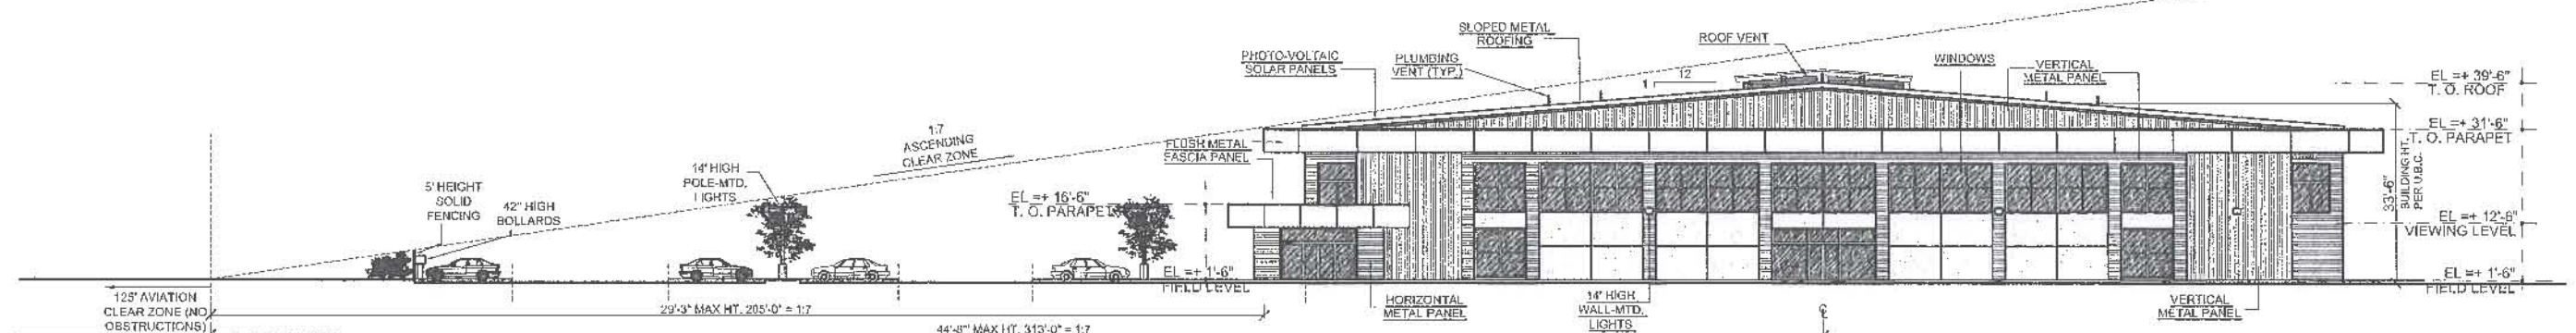 SLOPED METAL
ROOFING
ROOF VENT
PHOTO-VOLTAIC
SOLAR PANELS
PLUMBING
VENT (TYP.)
1
12
WINDOWS
VERTICAL
METAL PANEL
EL =+ 39'-6"
T. O. ROOF
EL =+ 31'-6"
T. O. PARAPET
1:7
ASCENDING
CLEAR ZONE
FLUSH METAL
FASCIA PANEL
14' HIGH
POLE-MTD.
LIGHTS
5' HEIGHT
SOLID
FENCING
42" HIGH
BOLLARDS
EL =+ 16'-6"
T. O. PARAPET
33'-6"
BUILDING HT.
PER U.B.C.
EL =+ 12'-6"
VIEWING LEVEL
EL =+ 1'-6"
FIELD LEVEL
EL =+ 1'-6"
FIELD LEVEL
125' AVIATION
CLEAR ZONE (NO
OBSTRUCTIONS)
29'-3" MAX HT. 205'-0" = 1:7
44'-8" MAX HT. 313'-0" = 1:7
HORIZONTAL
METAL PANEL
14' HIGH
WALL-MTD.
LIGHTS
℄
VERTICAL
METAL PANEL